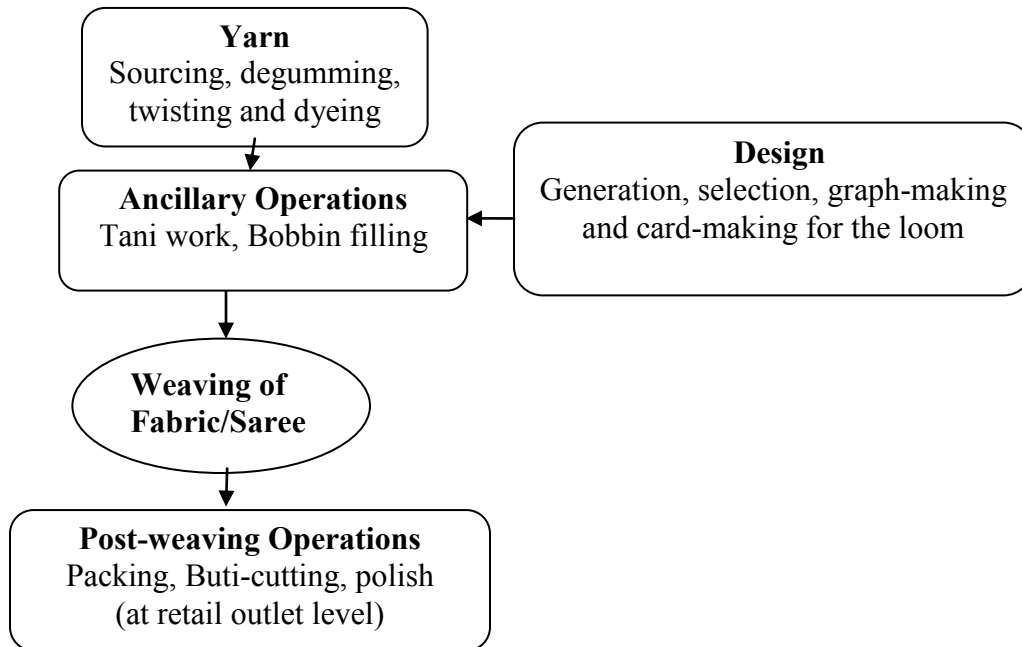 Yarn
Sourcing, degumming,
twisting and dyeing
Design
Generation, selection, graph-making
and card-making for the loom
Ancillary Operations
Tani work, Bobbin filling
Weaving of
Fabric/Saree
Post-weaving Operations
Packing, Buti-cutting, polish
(at retail outlet level)